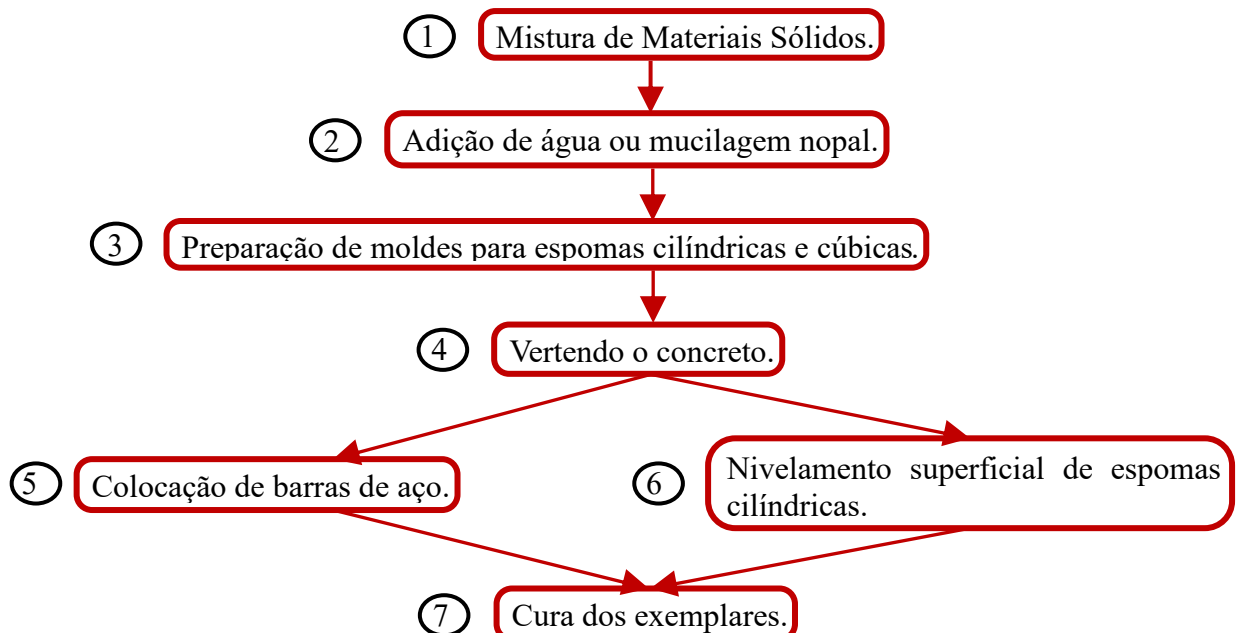 1 Mistura de Materiais Sólidos.
2 Adição de água ou mucilagem nopal.
3 Preparação de moldes para espomas cilíndricas e cúbicas.
4 Vertendo o concreto.
5 Colocação de barras de aço.
6 Nivelamento superficial de espomas
cilíndricas.
7 Cura dos exemplares.